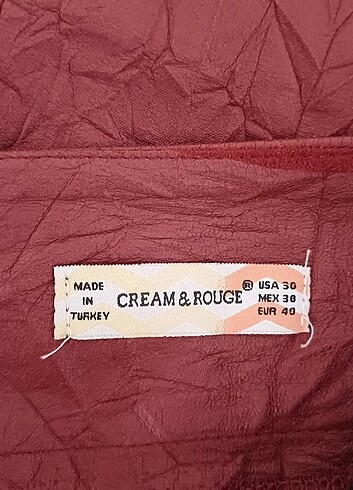 MADE
IN
TURKEY
CREAM & ROUGE ®
USA 30
MEX 30
EUR 40